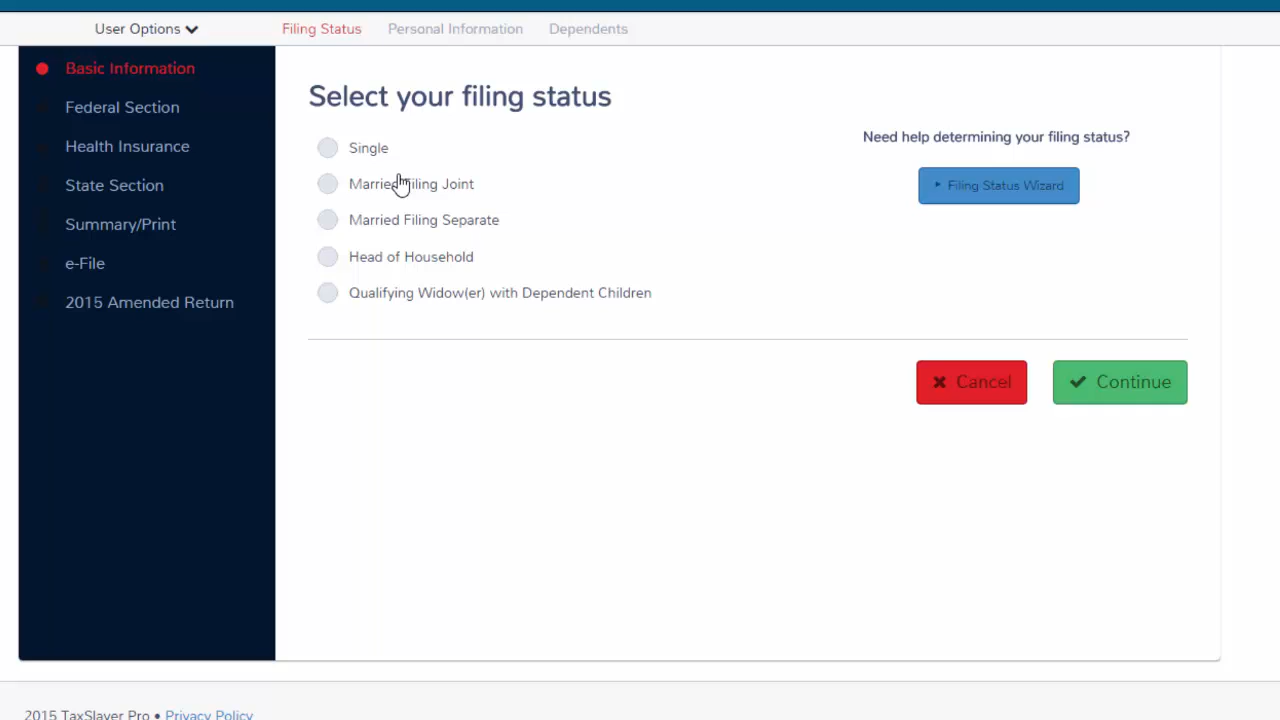 User Options
Filing Status
Personal Information
Dependents
Basic Information
Federal Section
Health Insurance
State Section
Summary/Print
e-File
2015 Amended Return
Select your filing status
Single
Married Filing Joint
Married Filing Separate
Head of Household
Qualifying Widow(er) with Dependent Children
Need help determining your filing status?
Filing Status Wizard
Cancel
Continue
2015 TaxSlayer Pro • Privacy Policy